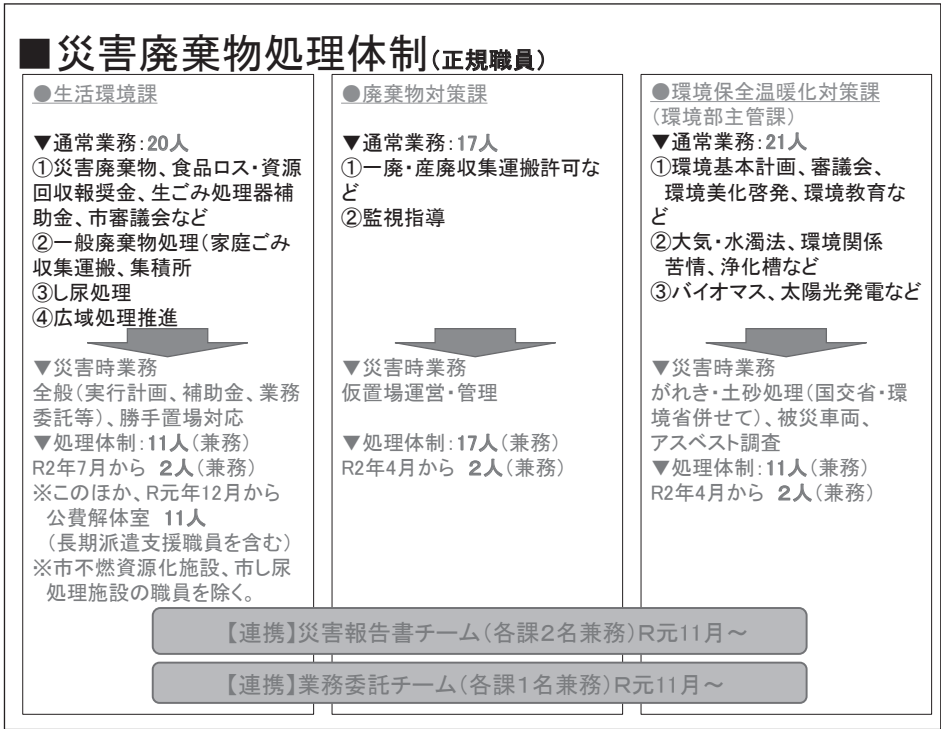 ■災害廃棄物処理体制(正規職員)
●生活環境課
▼通常業務:20人
①災害廃棄物、食品ロス・資源
回収報奨金、生ごみ処理器補
助金、市審議会など
②一般廃棄物処理(家庭ごみ
収集運搬、集積所
③し尿処理
④広域処理推進
▼災害時業務
全般(実行計画、補助金、業務
委託等)、勝手置場対応
▼処理体制:11人(兼務)
R2年7月から 2人(兼務)
※このほか、R元年12月から
公費解体室 11人
(長期派遣支援職員を含む)
※市不燃資源化施設、市し尿
処理施設の職員を除く。
●廃棄物対策課
▼通常業務:17人
①一廃・産廃収集運搬許可な
ど
②監視指導
▼災害時業務
仮置場運営・管理
▼処理体制:17人(兼務)
R2年4月から 2人(兼務)
●環境保全温暖化対策課
(環境部主管課)
▼通常業務:21人
①環境基本計画、審議会、
環境美化啓発、環境教育な
ど
②大気・水濁法、環境関係
苦情、浄化槽など
③バイオマス、太陽光発電など
▼災害時業務
がれき・土砂処理(国交省・環
境省併せて)、被災車両、
アスベスト調査
▼処理体制:11人(兼務)
R2年4月から 2人(兼務)
【連携】災害報告書チーム(各課2名兼務)R元11月～
【連携】業務委託チーム(各課1名兼務)R元11月～